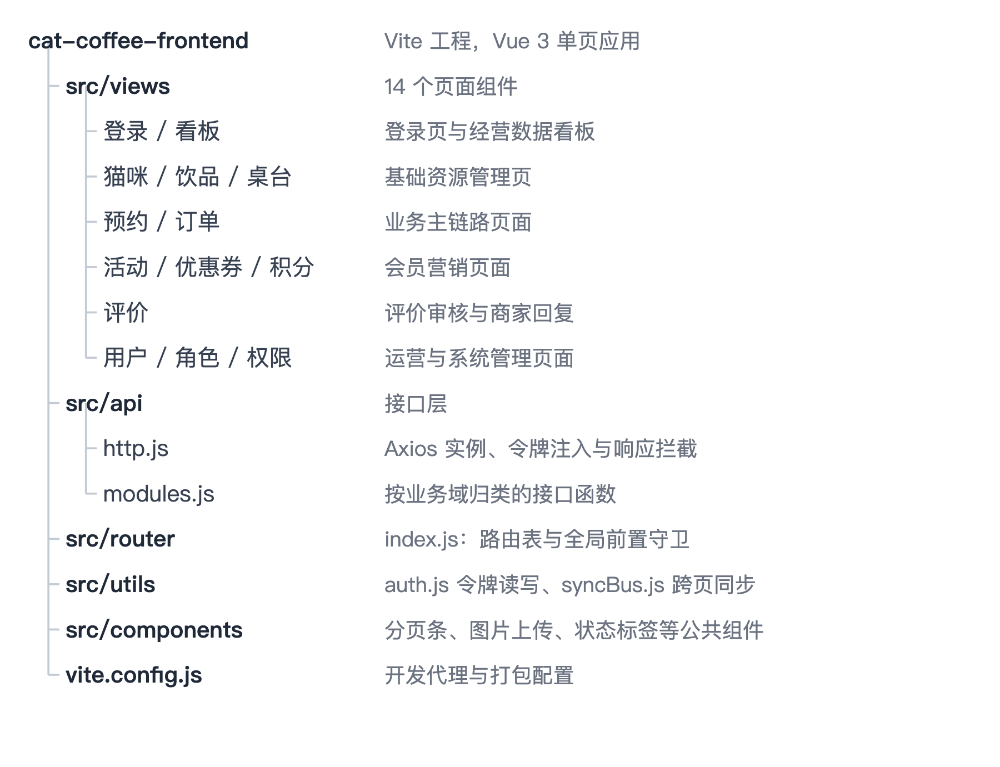 cat-coffee-frontend Vite 工程，Vue 3 单页应用
src/views 14 个页面组件
登录 / 看板 登录页与经营数据看板
猫咪 / 饮品 / 桌台 基础资源管理页
预约 / 订单 业务主链路页面
活动 / 优惠券 / 积分 会员营销页面
评价 评价审核与商家回复
用户 / 角色 / 权限 运营与系统管理页面
src/api 接口层
http.js Axios 实例、令牌注入与响应拦截
modules.js 按业务域归类的接口函数
src/router index.js：路由表与全局前置守卫
src/utils auth.js 令牌读写、syncBus.js 跨页同步
src/components 分页条、图片上传、状态标签等公共组件
vite.config.js 开发代理与打包配置